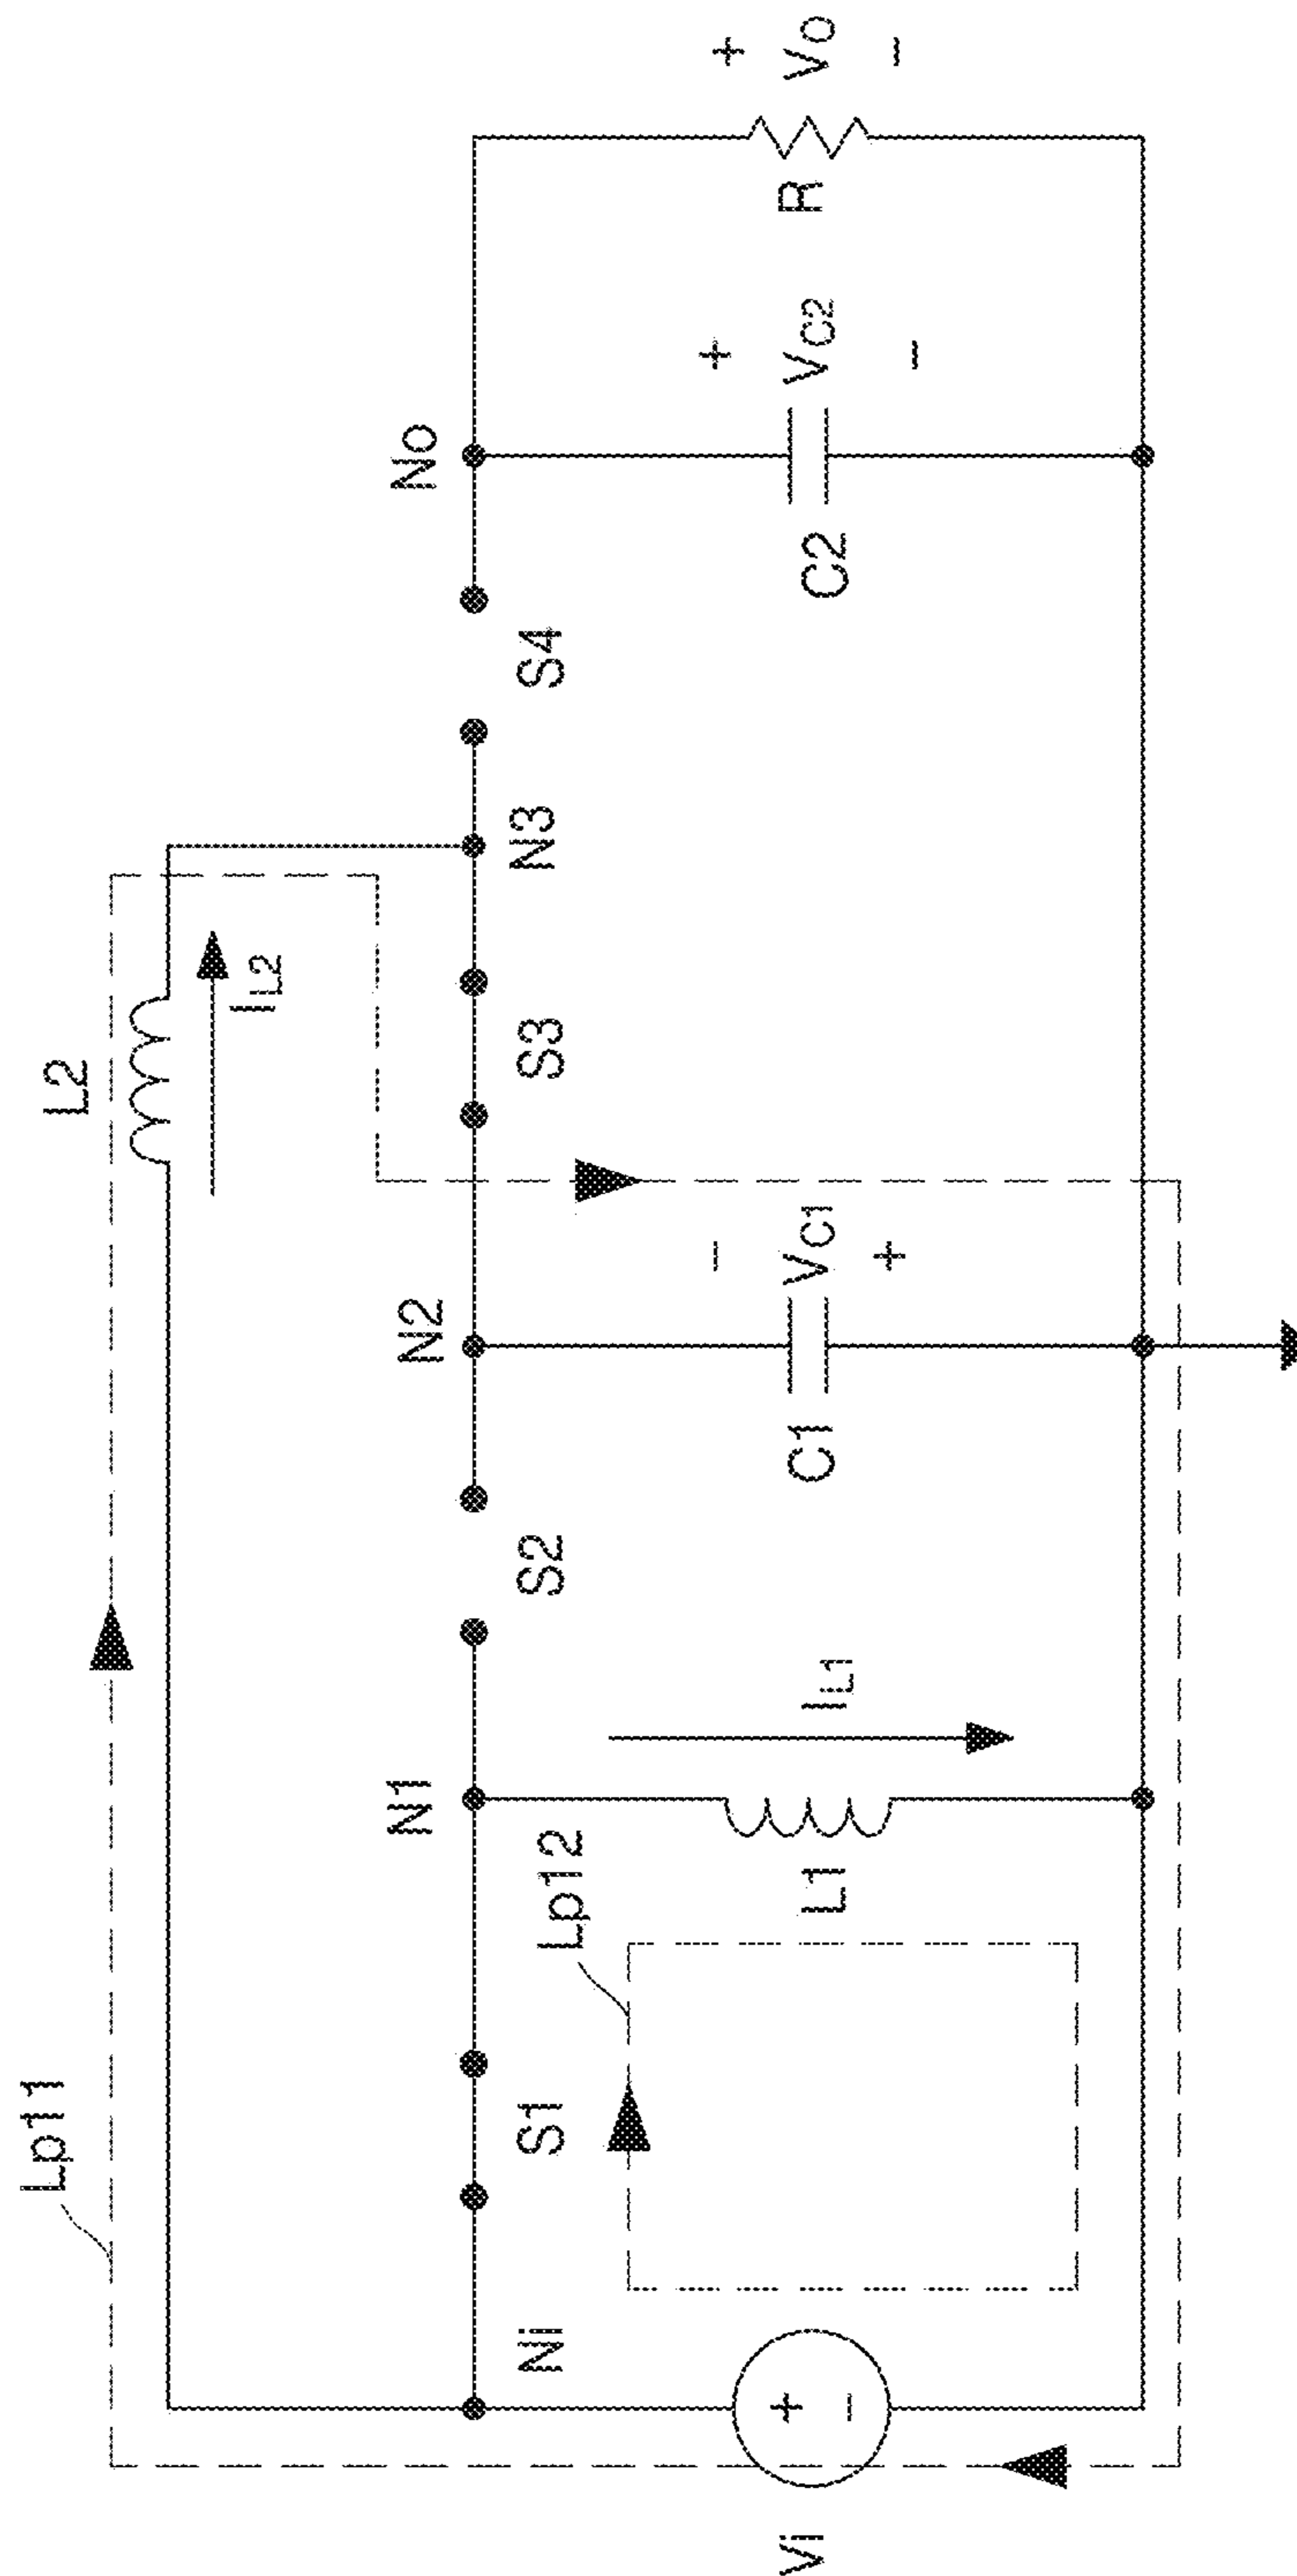 Lp11
L2
IL2
Ni
S1
N1
S2
N2
S3
N3
S4
No
Lp12
Vi
+
-
L1
IL1
C1
-
VC1
+
C2
+
VC2
-
R
+
Vo
-